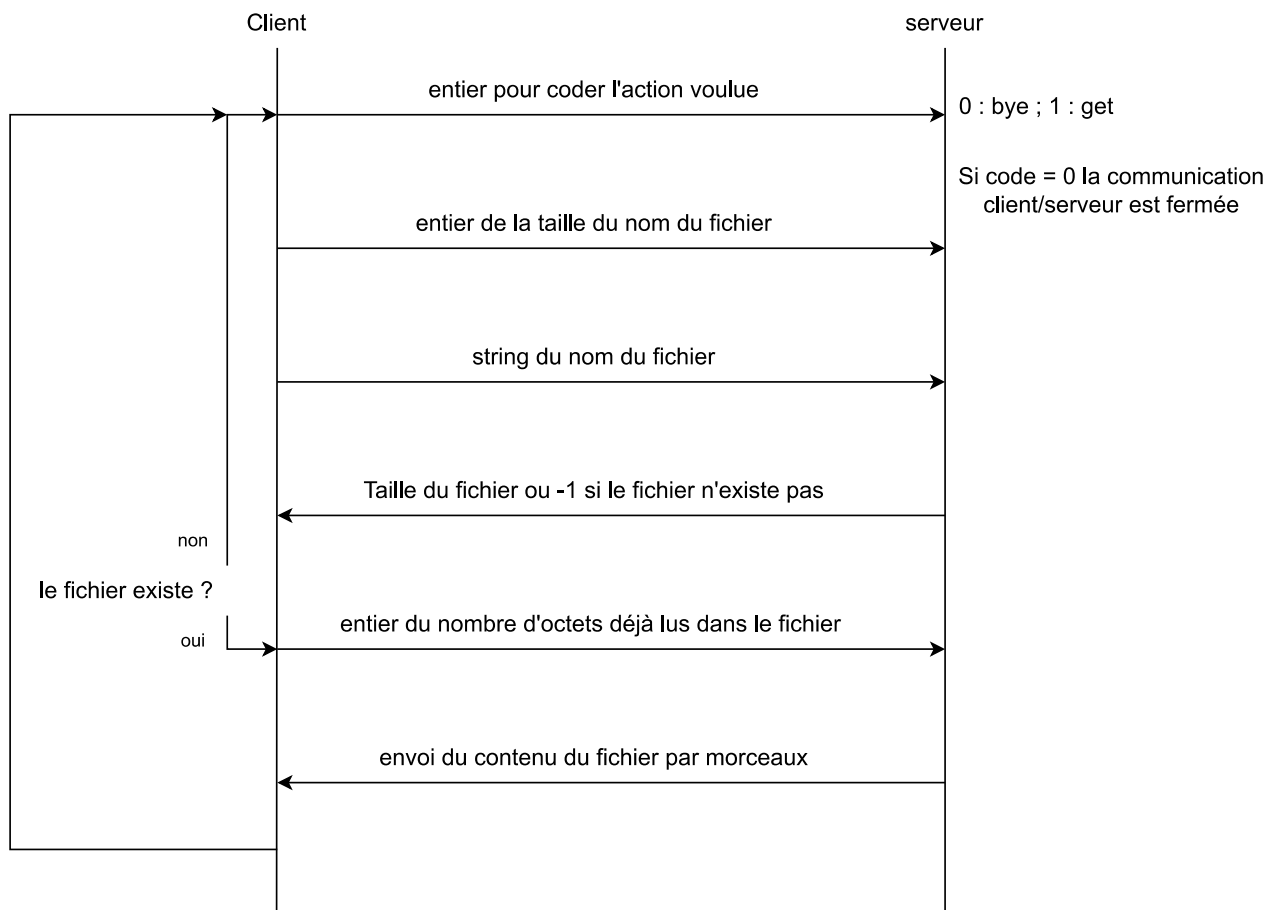 Client
serveur
entier pour coder l'action voulue
0 : bye ; 1 : get
Si code = 0 la communication
client/serveur est fermée
entier de la taille du nom du fichier
string du nom du fichier
Taille du fichier ou -1 si le fichier n'existe pas
non
le fichier existe ?
entier du nombre d'octets déjà lus dans le fichier
oui
envoi du contenu du fichier par morceaux